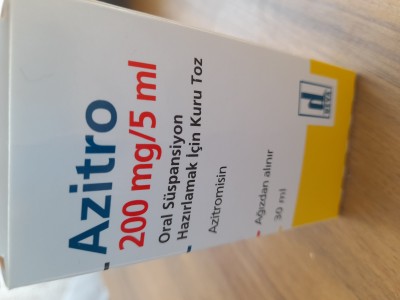 Azitro
200 mg/5 ml
Oral Süspansiyon
Hazırlamak İçin Kuru Toz
Azitromisin
Ağızdan alınır
30 ml